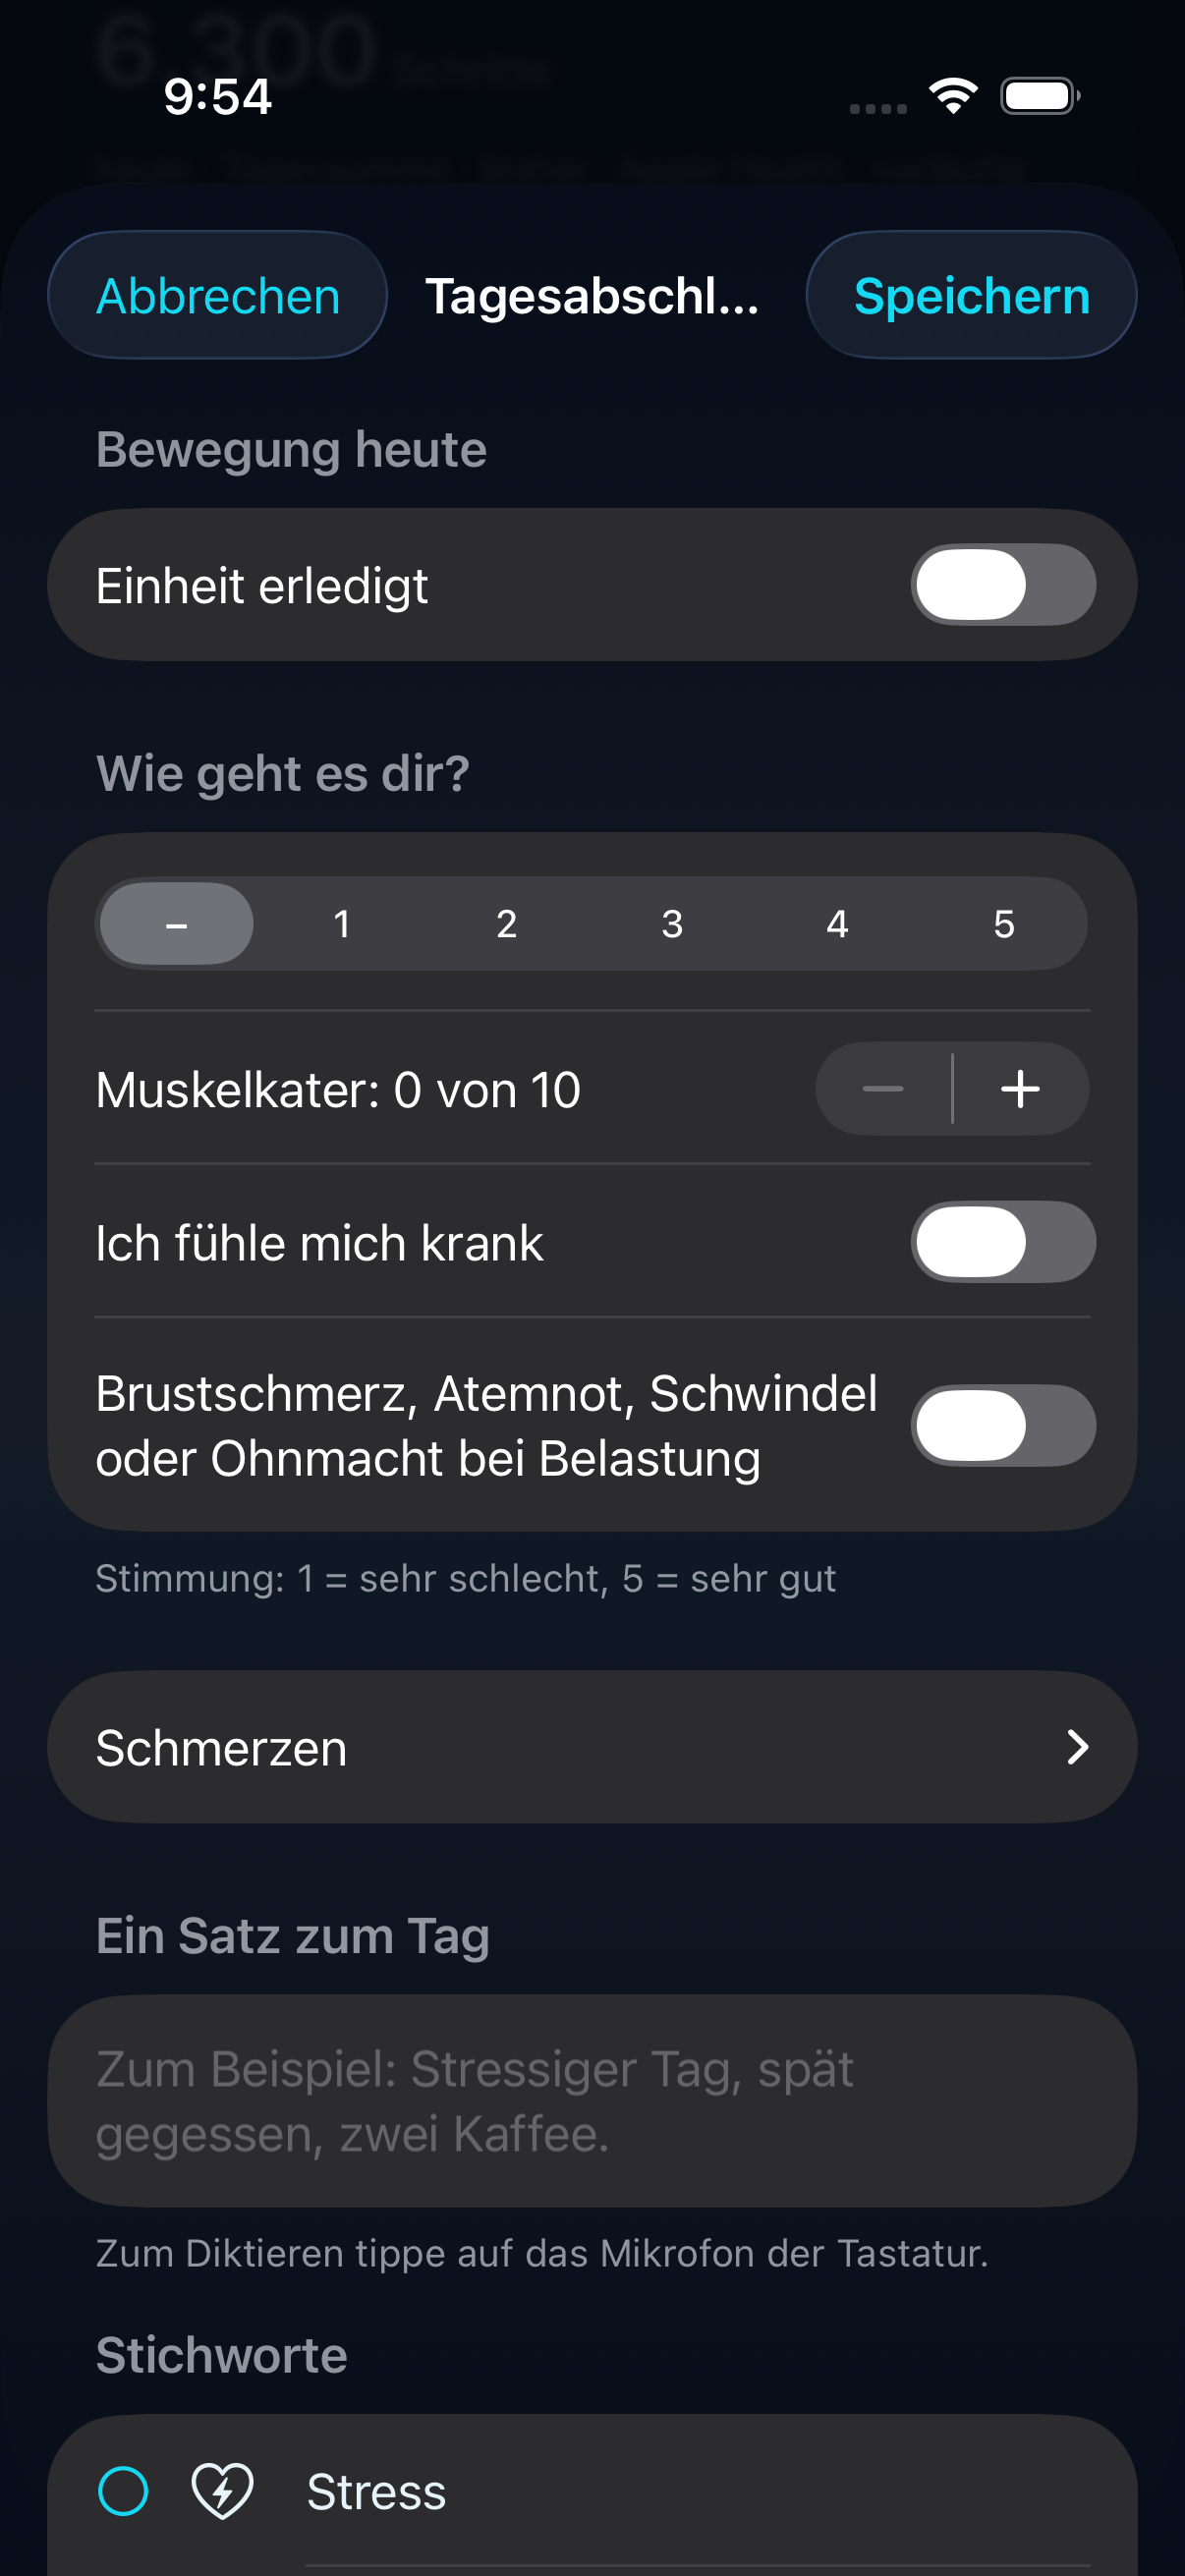 6.300 Schritte
9:54
Abbrechen
Tagesabschl...
Speichern
Bewegung heute
Einheit erledigt
Wie geht es dir?
– 1 2 3 4 5
Muskelkater: 0 von 10
Ich fühle mich krank
Brustschmerz, Atemnot, Schwindel
oder Ohnmacht bei Belastung
Stimmung: 1 = sehr schlecht, 5 = sehr gut
Schmerzen
Ein Satz zum Tag
Zum Beispiel: Stressiger Tag, spät
gegessen, zwei Kaffee.
Zum Diktieren tippe auf das Mikrofon der Tastatur.
Stichworte
Stress